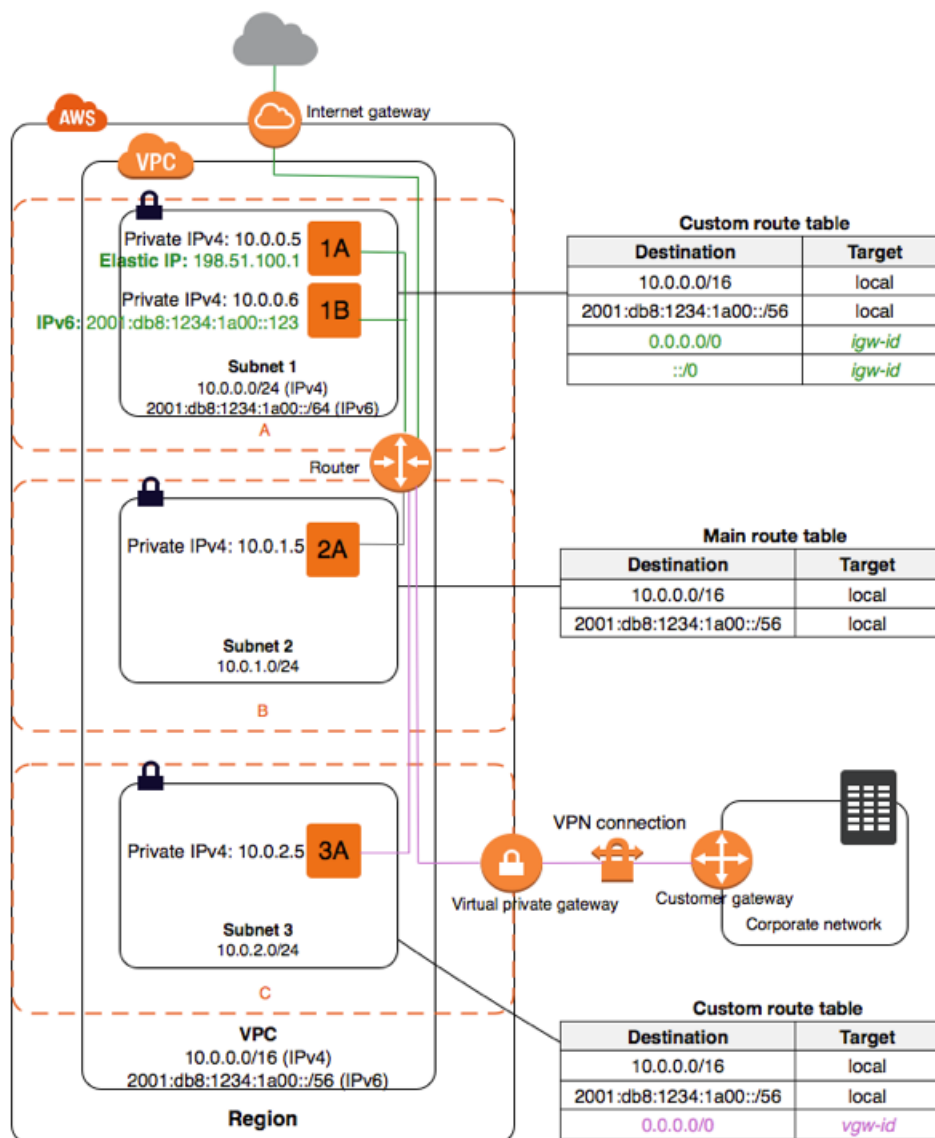 Internet gateway
AWS
VPC
Private IPv4: 10.0.0.5
Elastic IP: 198.51.100.1
1A
Private IPv4: 10.0.0.6
IPv6: 2001:db8:1234:1a00::123
1B
Subnet 1
10.0.0.0/24 (IPv4)
2001:db8:1234:1a00::/64 (IPv6)
A
Custom route table
Destination Target
10.0.0.0/16 local
2001:db8:1234:1a00::/56 local
0.0.0.0/0 igw-id
::/0 igw-id
Router
Private IPv4: 10.0.1.5
2A
Subnet 2
10.0.1.0/24
B
Main route table
Destination Target
10.0.0.0/16 local
2001:db8:1234:1a00::/56 local
Private IPv4: 10.0.2.5
3A
Subnet 3
10.0.2.0/24
C
VPN connection
Virtual private gateway
Customer gateway
Corporate network
VPC
10.0.0.0/16 (IPv4)
2001:db8:1234:1a00::/56 (IPv6)
Region
Custom route table
Destination Target
10.0.0.0/16 local
2001:db8:1234:1a00::/56 local
0.0.0.0/0 vgw-id